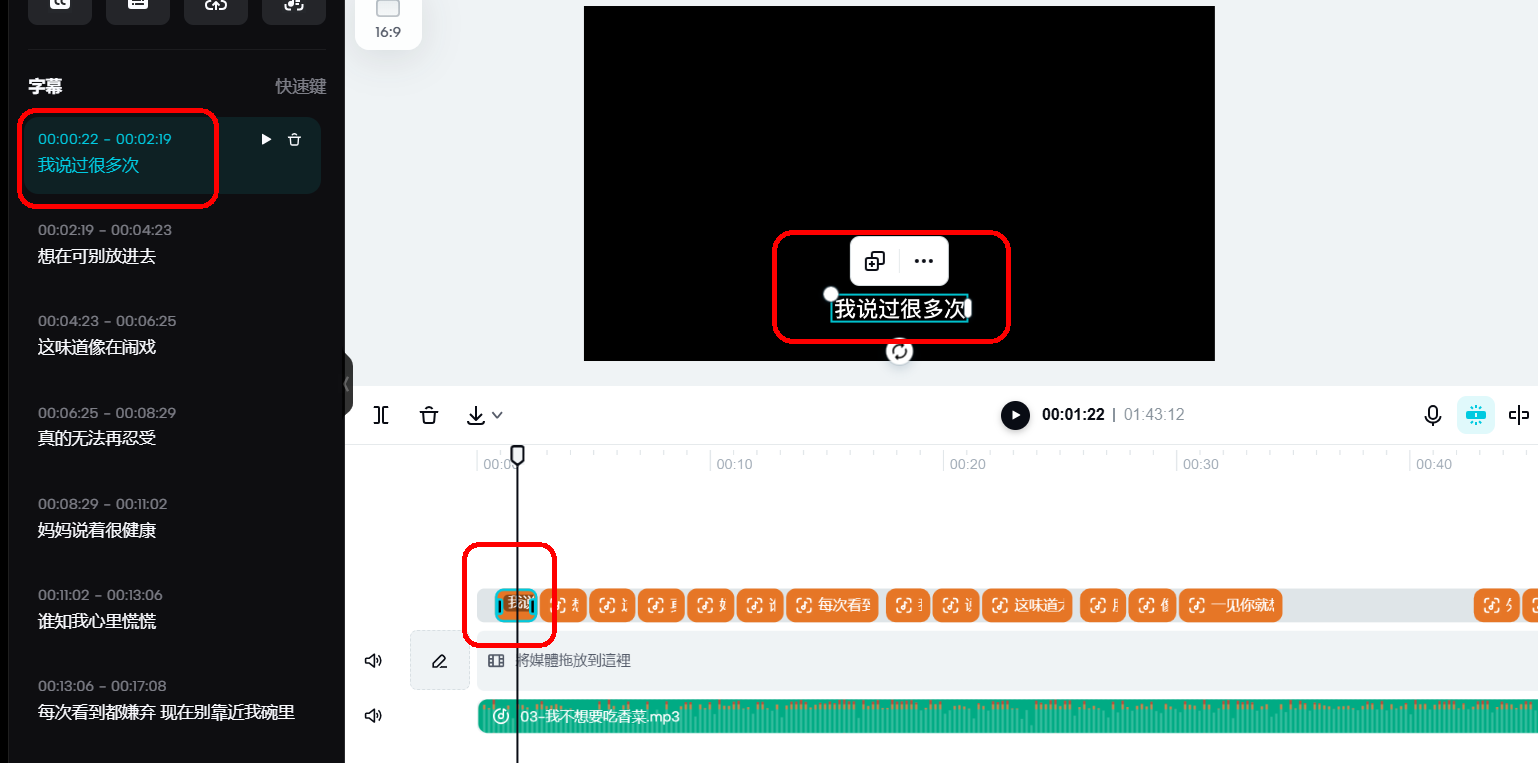 16:9
字幕
快速鍵
00:00:22 - 00:02:19
我说过很多次
00:02:19 - 00:04:23
想在可别放进去
00:04:23 - 00:06:25
这味道像在闹戏
00:06:25 - 00:08:29
真的无法再忍受
00:08:29 - 00:11:02
妈妈说着很健康
00:11:02 - 00:13:06
谁知我心里慌慌
00:13:06 - 00:17:08
每次看到都嫌弃 现在别靠近我碗里
我说过很多次
00:01:22 | 01:43:12
00:10
00:20
00:30
00:40
我说
每次看到
这味道
一见你就
將媒體拖放到這裡
03-我不想要吃香菜.mp3